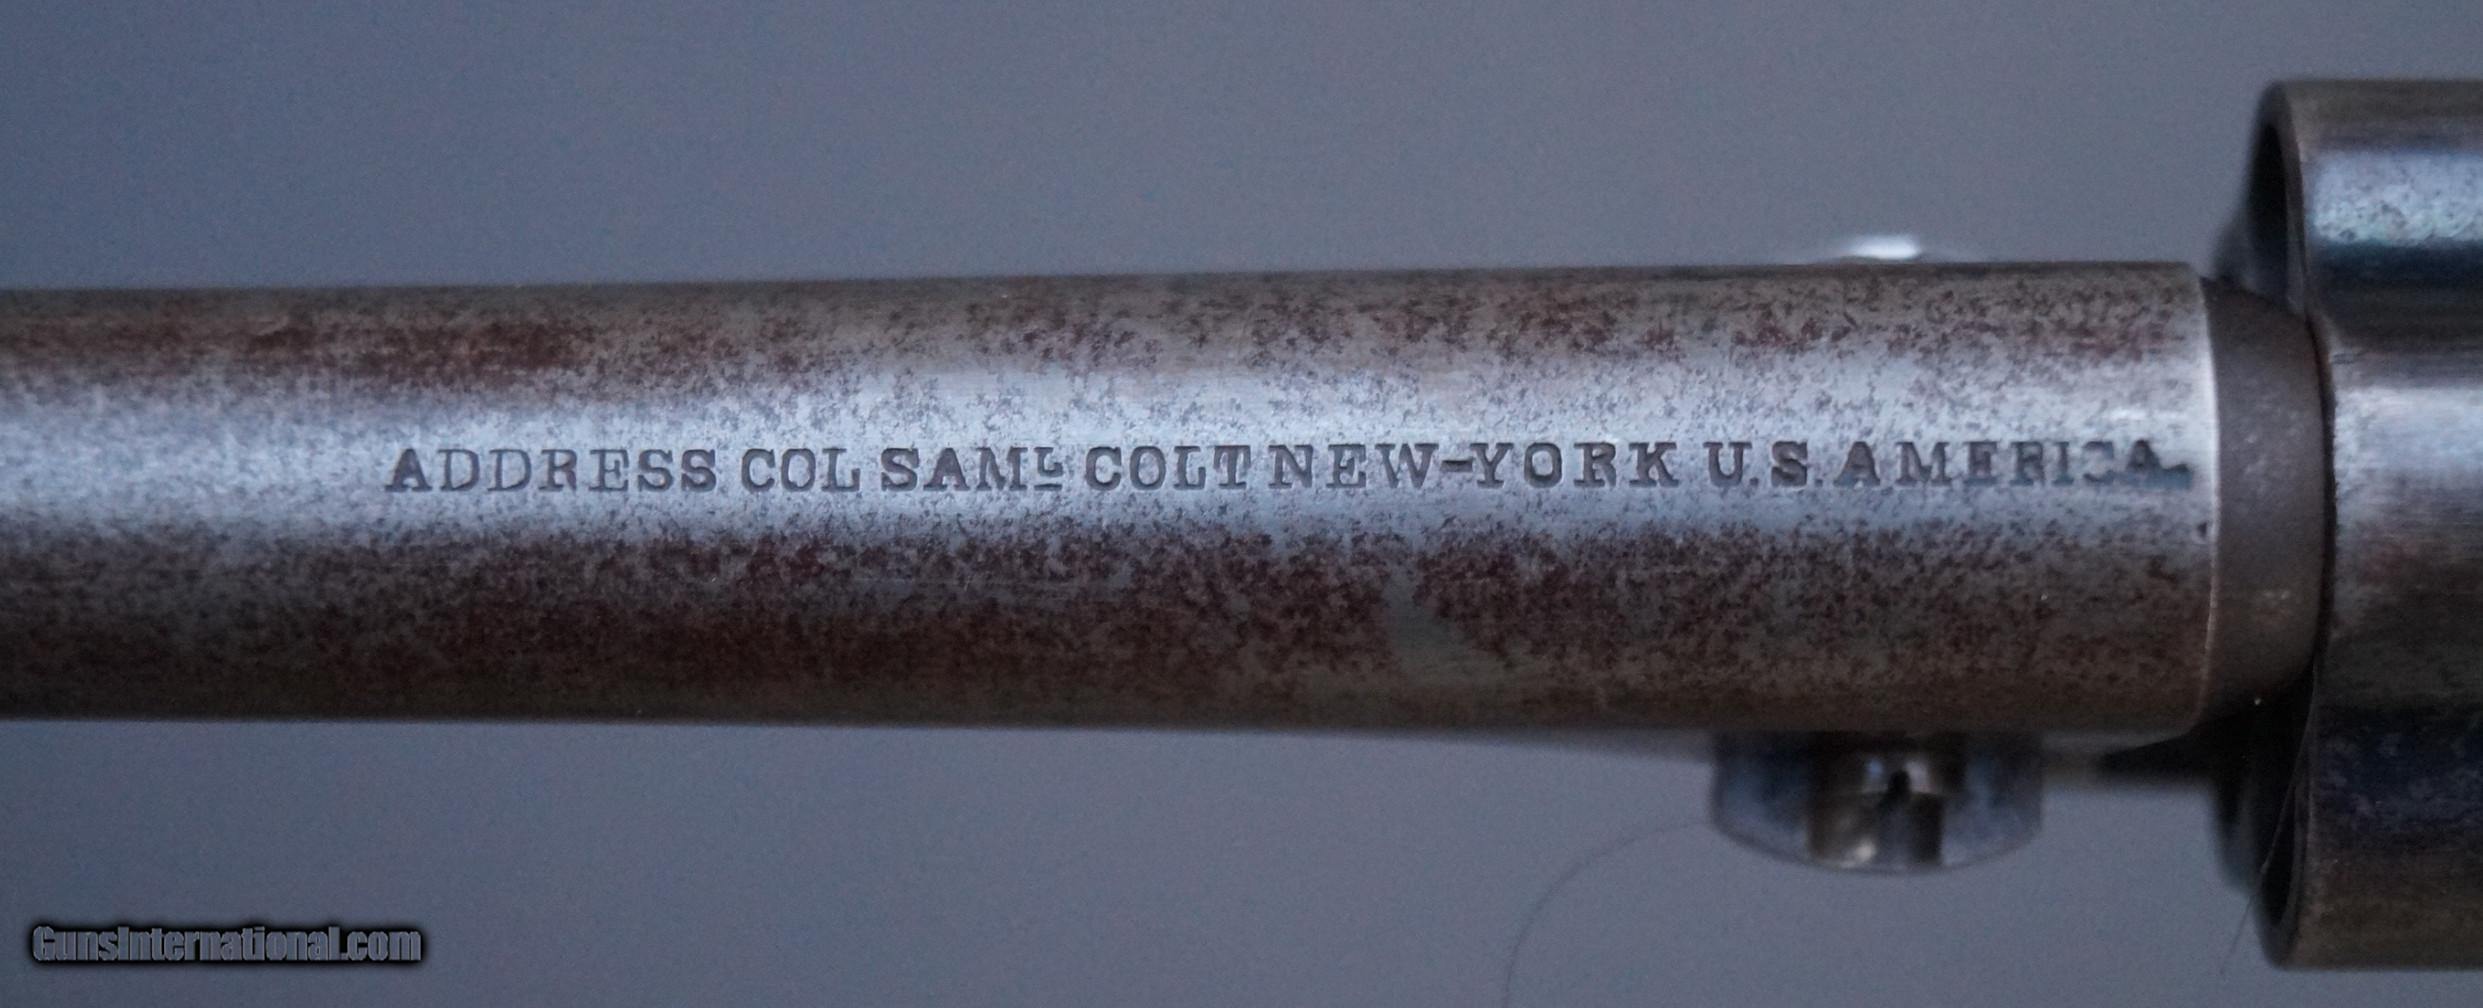 ADDRESS COL SAMᴸ COLT NEW-YORK U.S. AMERICA.
GunsInternational.com